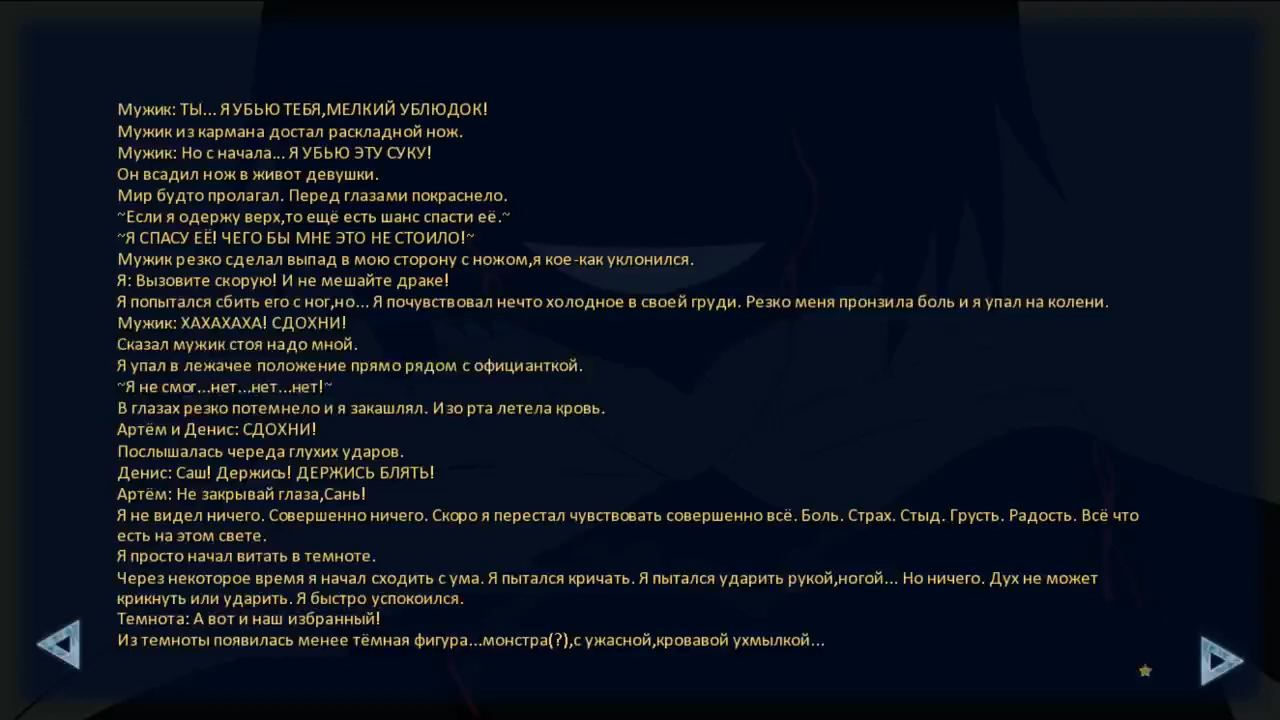 Мужик: ТЫ... Я УБЬЮ ТЕБЯ,МЕЛКИЙ УБЛЮДОК!
Мужик из кармана достал раскладной нож.
Мужик: Но с начала... Я УБЬЮ ЭТУ СУКУ!
Он всадил нож в живот девушки.
Мир будто пролагал. Перед глазами покраснело.
~Если я одержу верх,то ещё есть шанс спасти её.~
~Я СПАСУ ЕЁ! ЧЕГО БЫ МНЕ ЭТО НЕ СТОИЛО!~
Мужик резко сделал выпад в мою сторону с ножом,я кое-как уклонился.
Я: Вызовите скорую! И не мешайте драке!
Я попытался сбить его с ног,но... Я почувствовал нечто холодное в своей груди. Резко меня пронзила боль и я упал на колени.
Мужик: ХАХАХАХА! СДОХНИ!
Сказал мужик стоя надо мной.
Я упал в лежачее положение прямо рядом с официанткой.
~Я не смог...нет...нет...нет!~
В глазах резко потемнело и я закашлял. Изо рта летела кровь.
Артём и Денис: СДОХНИ!
Послышалась череда глухих ударов.
Денис: Саш! Держись! ДЕРЖИСЬ БЛЯТЬ!
Артём: Не закрывай глаза,Сань!
Я не видел ничего. Совершенно ничего. Скоро я перестал чувствовать совершенно всё. Боль. Страх. Стыд. Грусть. Радость. Всё что
есть на этом свете.
Я просто начал витать в темноте.
Через некоторое время я начал сходить с ума. Я пытался кричать. Я пытался ударить рукой,ногой... Но ничего. Дух не может
крикнуть или ударить. Я быстро успокоился.
Темнота: А вот и наш избранный!
Из темноты появилась менее тёмная фигура...монстра(?),с ужасной,кровавой ухмылкой...